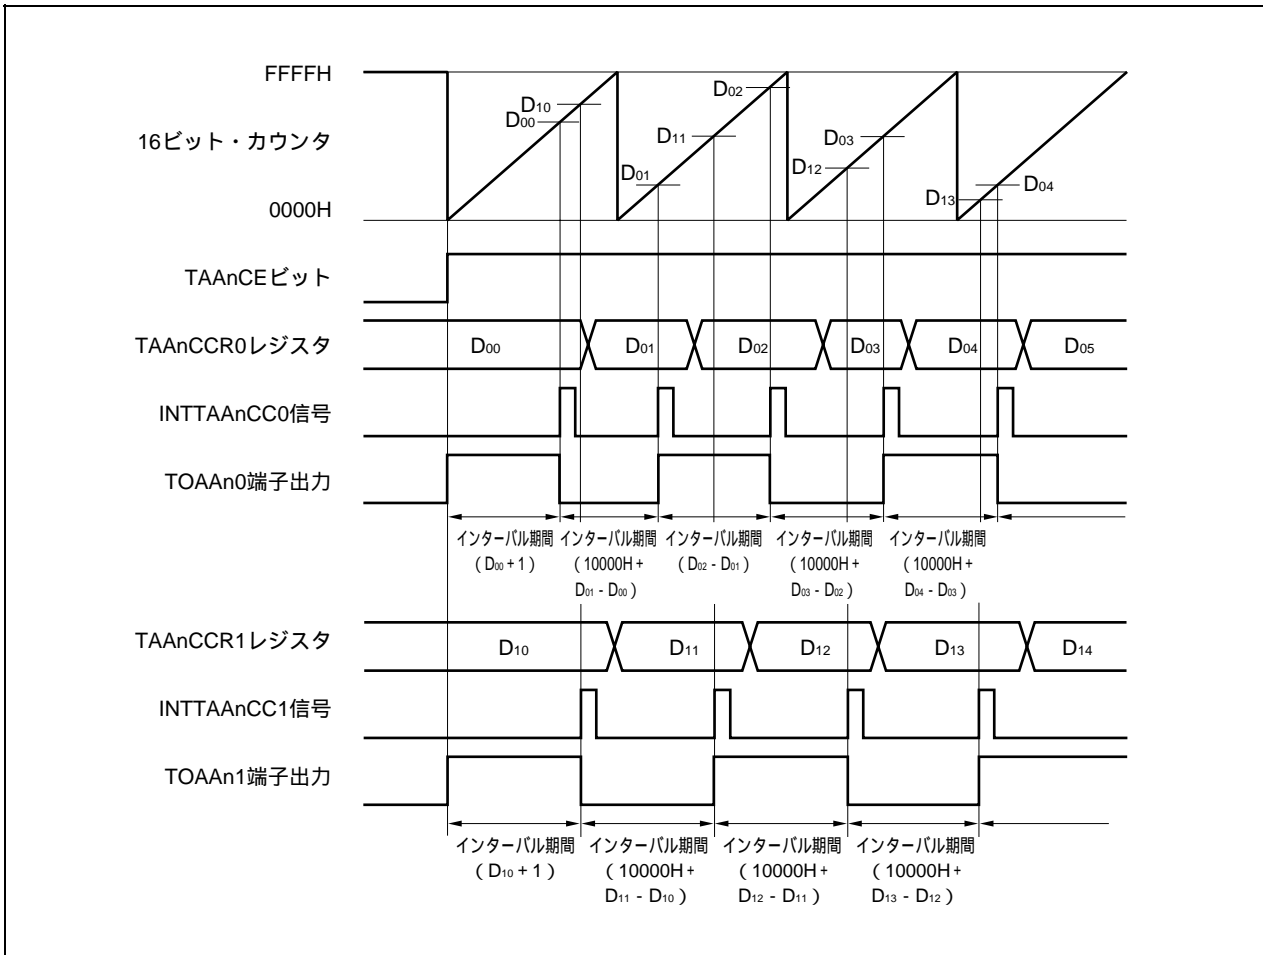 FFFFH
16ビット・カウンタ
0000H
D10
D00
D01
D11
D02
D12
D03
D13
D04
TAAnCEビット
TAAnCCR0レジスタ
D00 D01 D02 D03 D04 D05
INTTAAnCC0信号
TOAAn0端子出力
インターバル期間 インターバル期間 インターバル期間 インターバル期間 インターバル期間
(D00 + 1) (10000H + (D02 - D01) (10000H + (10000H +
D01 - D00) D03 - D02) D04 - D03)
TAAnCCR1レジスタ
D10 D11 D12 D13 D14
INTTAAnCC1信号
TOAAn1端子出力
インターバル期間 インターバル期間 インターバル期間 インターバル期間
(D10 + 1) (10000H + (10000H + (10000H +
D11 - D10) D12 - D11) D13 - D12)